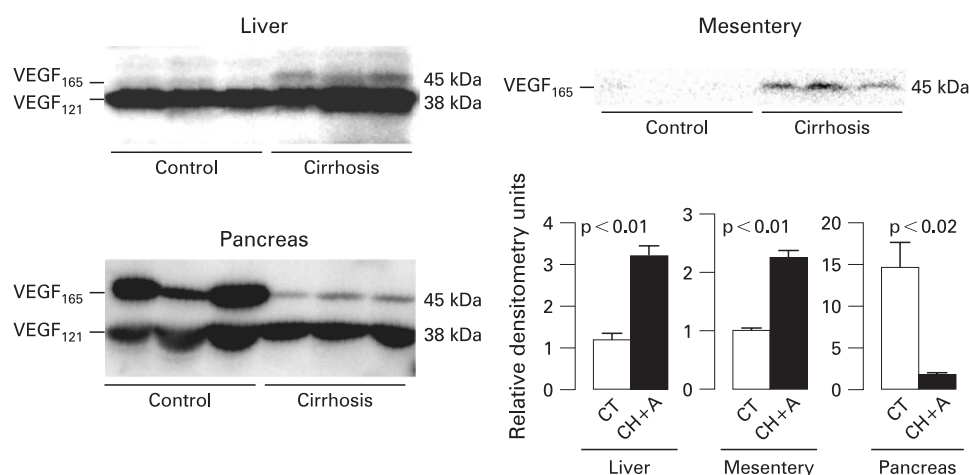 Liver
VEGF165
VEGF121
45 kDa
38 kDa
Control
Cirrhosis
Mesentery
VEGF165
45 kDa
Control
Cirrhosis
Pancreas
VEGF165
VEGF121
45 kDa
38 kDa
Control
Cirrhosis
Relative densitometry units
4
3
2
1
0
p < 0.01
CT
CH+A
Liver
3
2
1
0
p < 0.01
CT
CH+A
Mesentery
20
15
10
5
0
p < 0.02
CT
CH+A
Pancreas